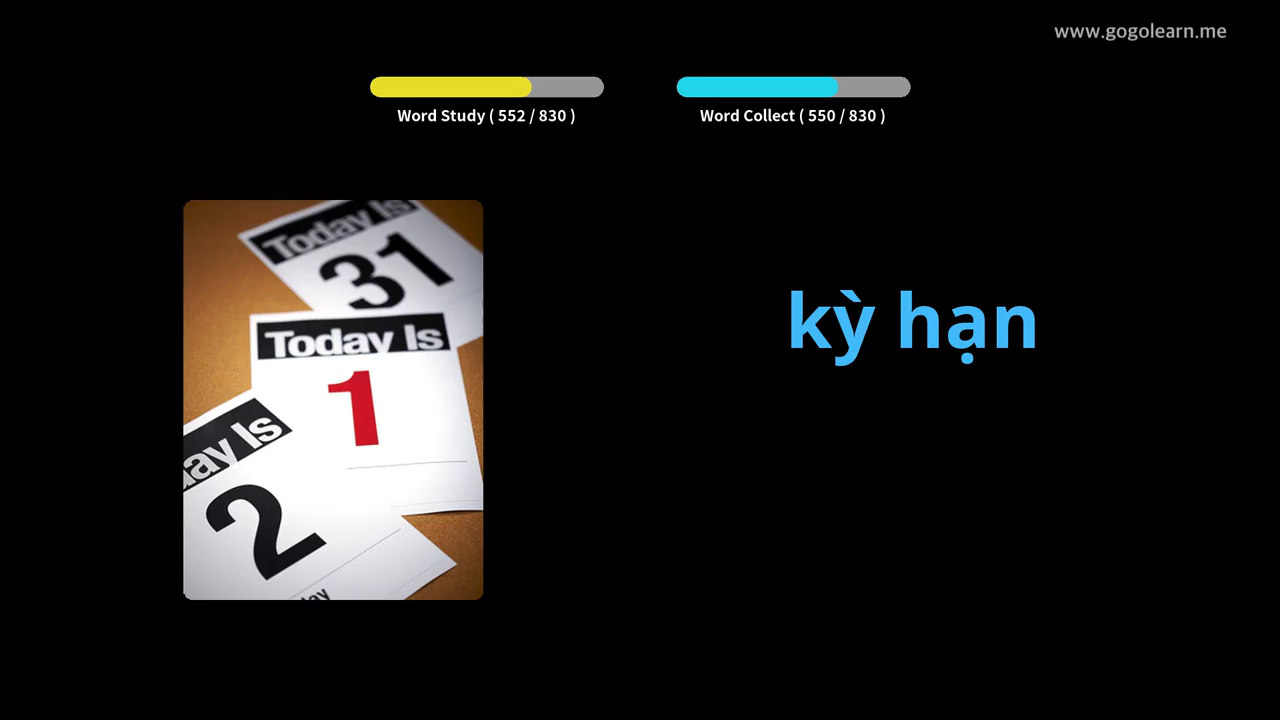 www.gogolearn.me
Word Study ( 552 / 830 )
Word Collect ( 550 / 830 )
Today Is
31
Today Is
1
ay Is
2
kỳ hạn